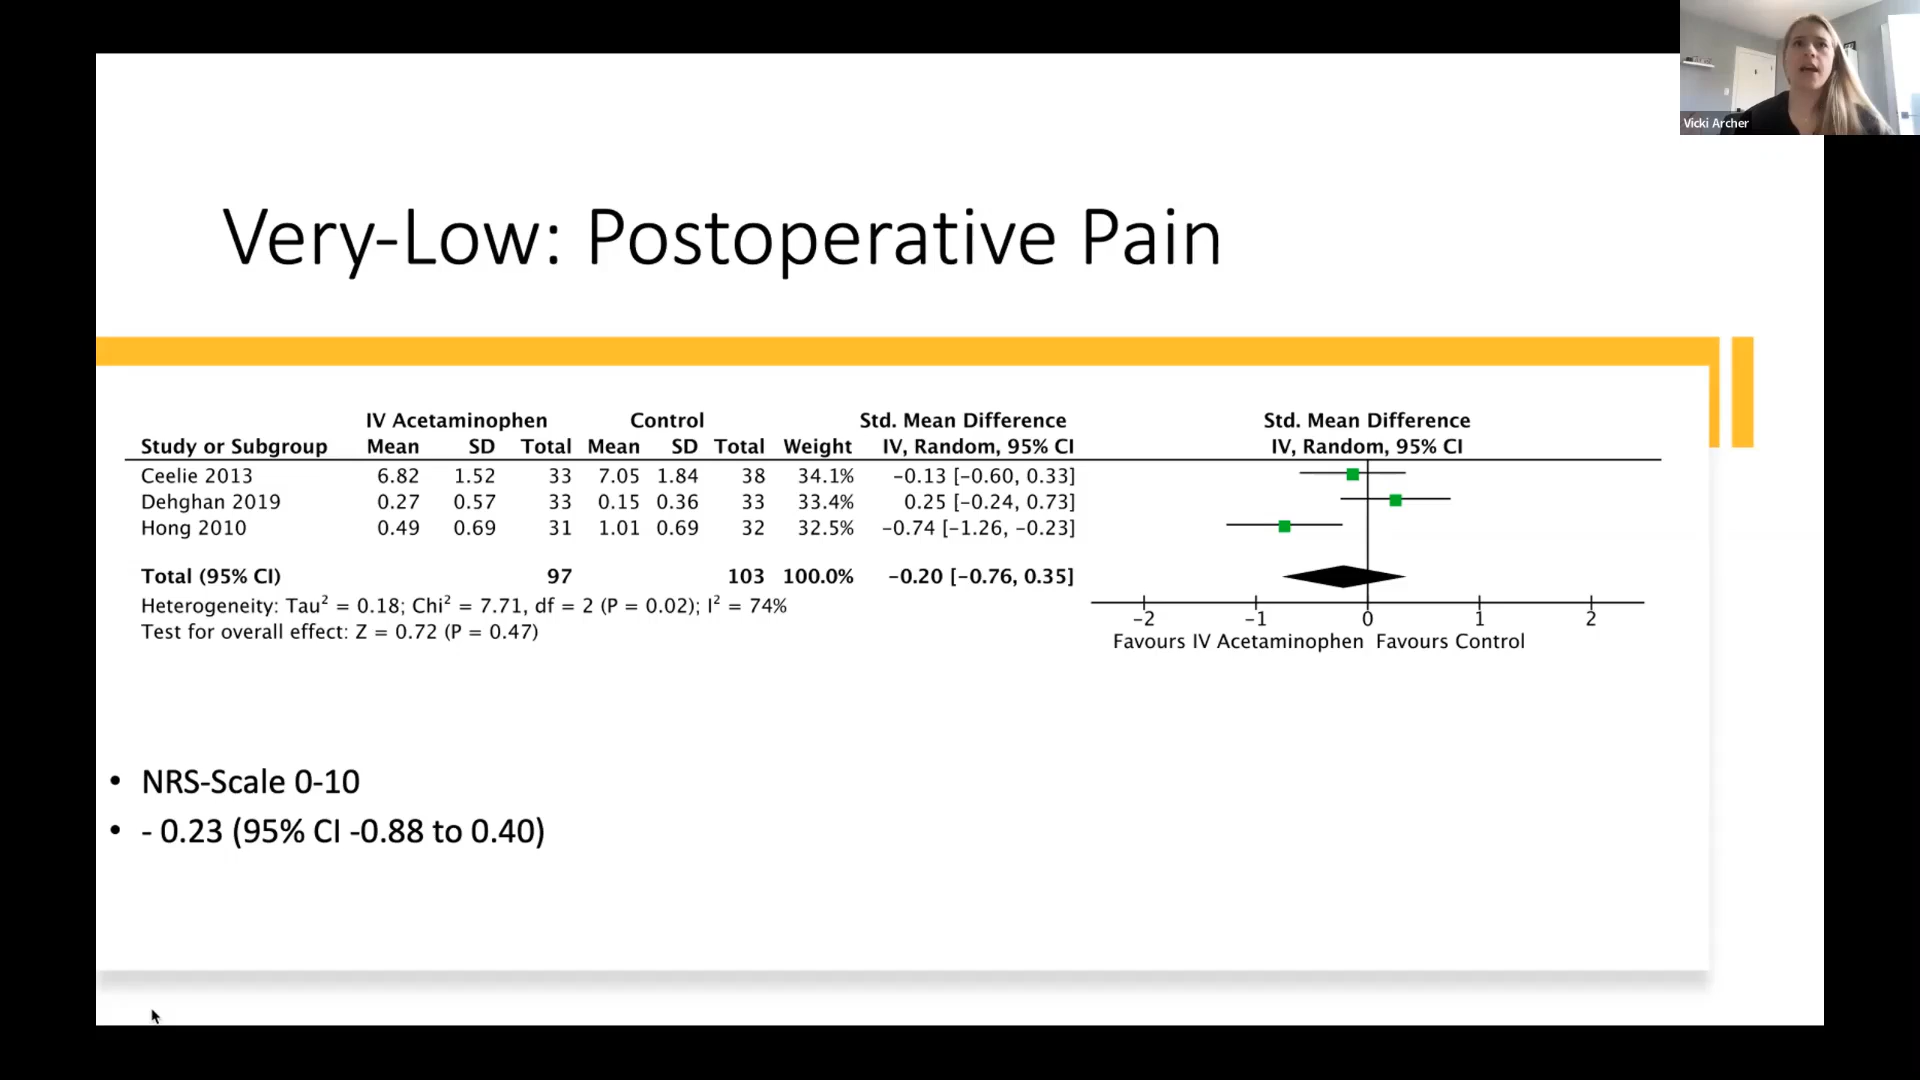 Vicki Archer
Very-Low: Postoperative Pain
IV Acetaminophen Control Std. Mean Difference Std. Mean Difference
Study or Subgroup Mean SD Total Mean SD Total Weight IV, Random, 95% CI IV, Random, 95% CI
Ceelie 2013 6.82 1.52 33 7.05 1.84 38 34.1% −0.13 [−0.60, 0.33]
Dehghan 2019 0.27 0.57 33 0.15 0.36 33 33.4% 0.25 [−0.24, 0.73]
Hong 2010 0.49 0.69 31 1.01 0.69 32 32.5% −0.74 [−1.26, −0.23]
Total (95% CI) 97 103 100.0% −0.20 [−0.76, 0.35]
Heterogeneity: Tau² = 0.18; Chi² = 7.71, df = 2 (P = 0.02); I² = 74%
Test for overall effect: Z = 0.72 (P = 0.47)
−2 −1 0 1 2
Favours IV Acetaminophen Favours Control
• NRS-Scale 0-10
• - 0.23 (95% CI -0.88 to 0.40)